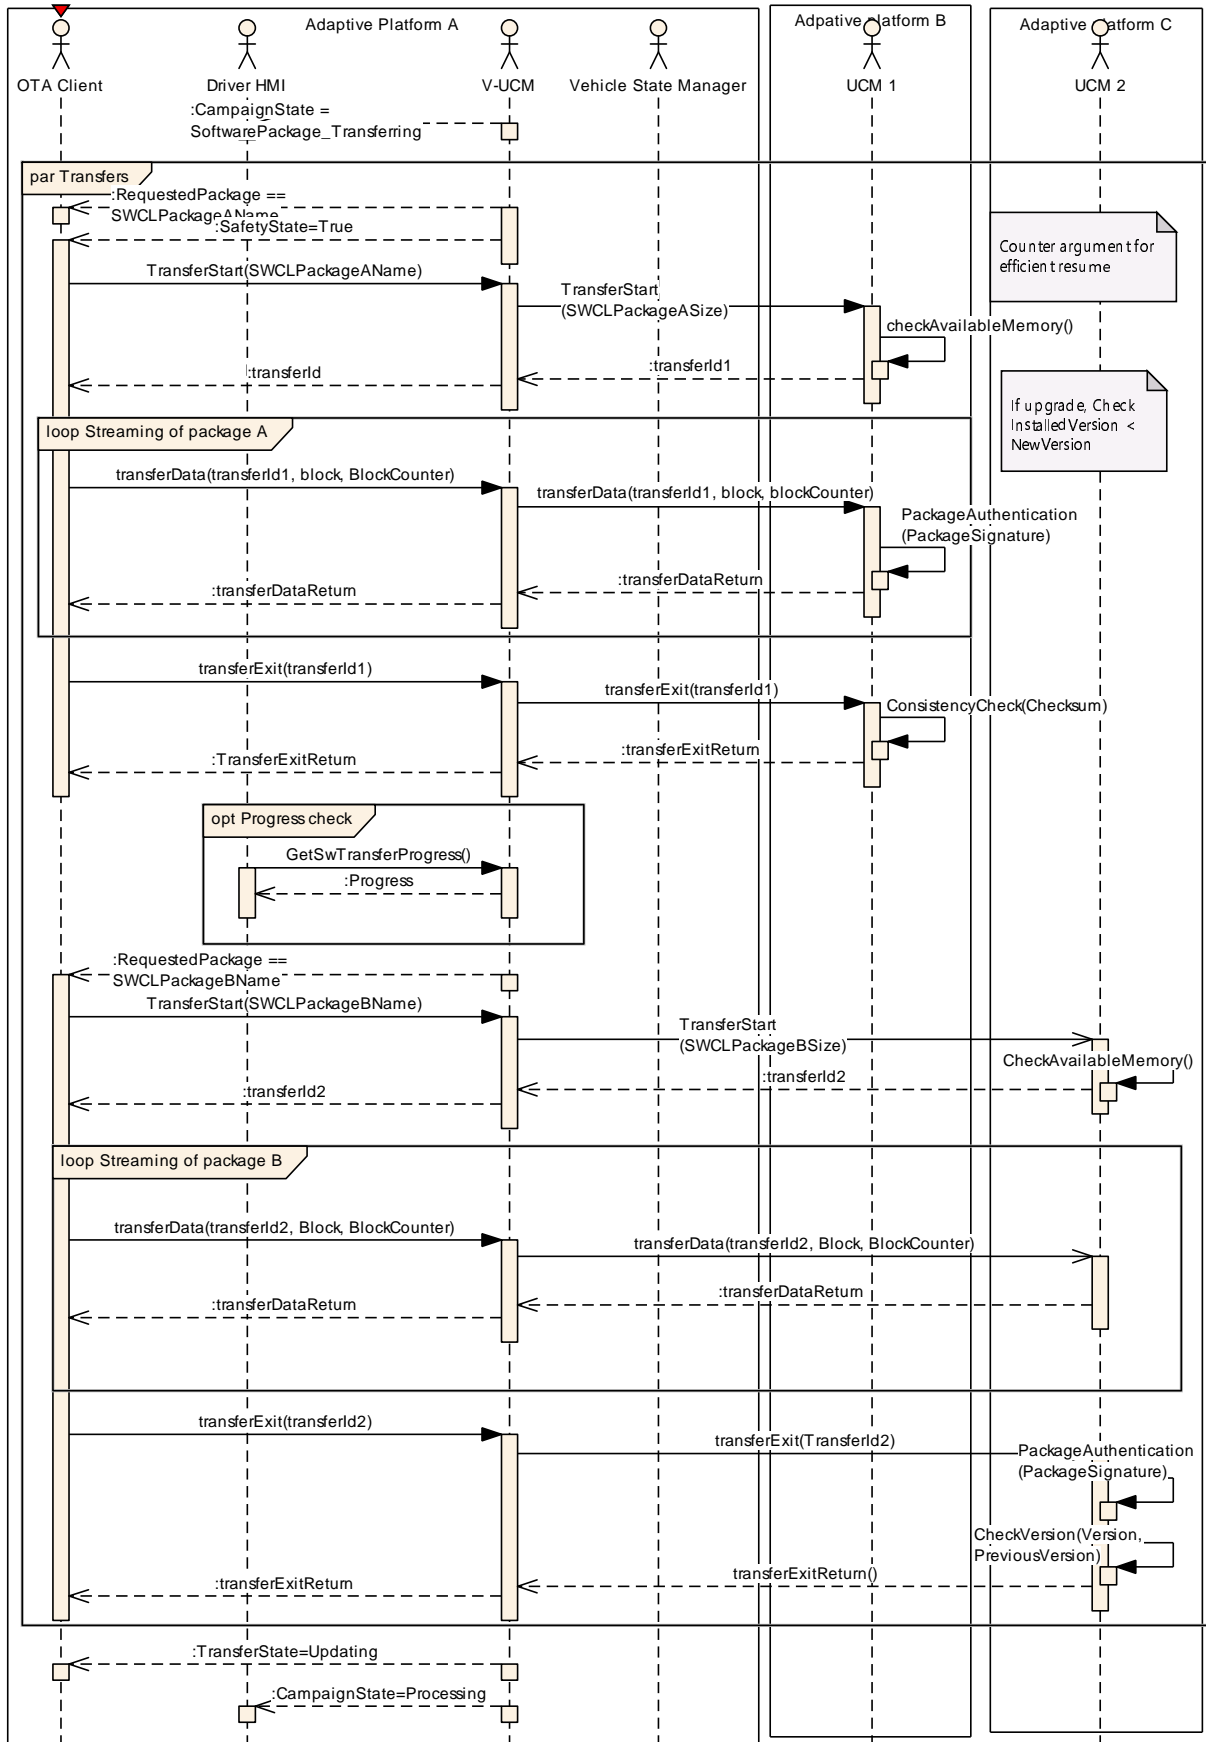 Adaptive Platform A
Adpative platform B
Adaptive Platform C
OTA Client
Driver HMI
V-UCM
Vehicle State Manager
UCM 1
UCM 2
:CampaignState =
SoftwarePackage_Transferring
par Transfers
:RequestedPackage ==
SWCLPackageAName
:SafetyState=True
Counter argument for
efficient resume
TransferStart(SWCLPackageAName)
TransferStart
(SWCLPackageASize)
checkAvailableMemory()
:transferId1
:transferId
If upgrade, Check
InstalledVersion <
NewVersion
loop Streaming of package A
transferData(transferId1, block, BlockCounter)
transferData(transferId1, block, blockCounter)
PackageAuthentication
(PackageSignature)
:transferDataReturn
:transferDataReturn
transferExit(transferId1)
transferExit(transferId1)
ConsistencyCheck(Checksum)
:transferExitReturn
:TransferExitReturn
opt Progress check
GetSwTransferProgress()
:Progress
:RequestedPackage ==
SWCLPackageBName
TransferStart(SWCLPackageBName)
TransferStart
(SWCLPackageBSize)
CheckAvailableMemory()
:transferId2
:transferId2
loop Streaming of package B
transferData(transferId2, Block, BlockCounter)
transferData(transferId2, Block, BlockCounter)
:transferDataReturn
:transferDataReturn
transferExit(transferId2)
transferExit(TransferId2)
PackageAuthentication
(PackageSignature)
CheckVersion(Version,
PreviousVersion)
transferExitReturn()
:transferExitReturn
:TransferState=Updating
:CampaignState=Processing